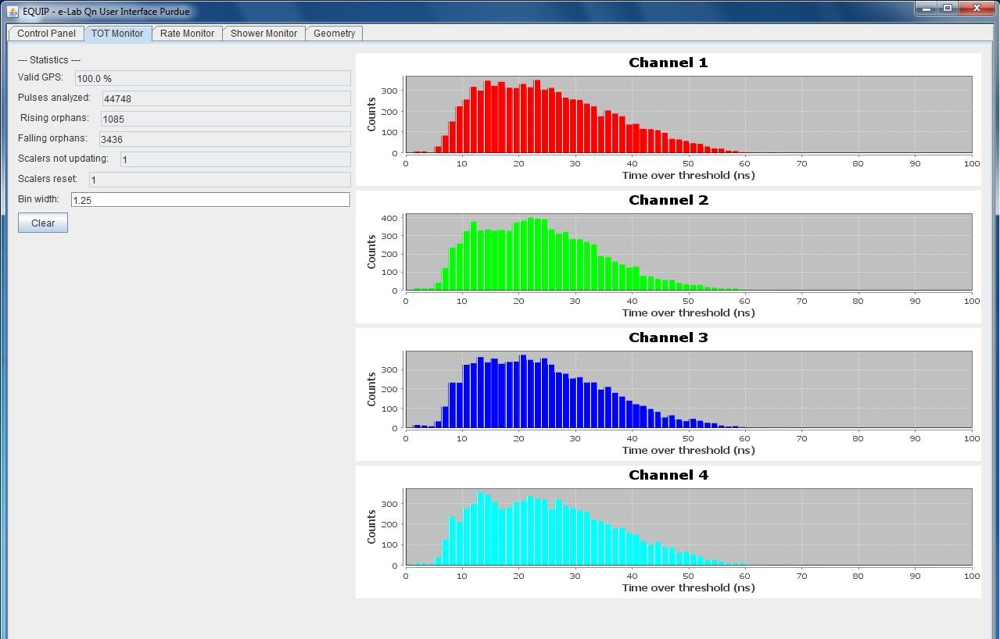 EQUIP - e-Lab Qn User Interface Purdue
Control Panel TOT Monitor Rate Monitor Shower Monitor Geometry
--- Statistics ---
Valid GPS: 100.0 %
Pulses analyzed: 44748
Rising orphans: 1085
Falling orphans: 3436
Scalers not updating: 1
Scalers reset: 1
Bin width: 1.25
Clear
Channel 1
Counts
300
200
100
0
0 10 20 30 40 50 60 70 80 90 100
Time over threshold (ns)
Channel 2
Counts
400
300
200
100
0
0 10 20 30 40 50 60 70 80 90 100
Time over threshold (ns)
Channel 3
Counts
300
200
100
0
0 10 20 30 40 50 60 70 80 90 100
Time over threshold (ns)
Channel 4
Counts
300
200
100
0
0 10 20 30 40 50 60 70 80 90 100
Time over threshold (ns)